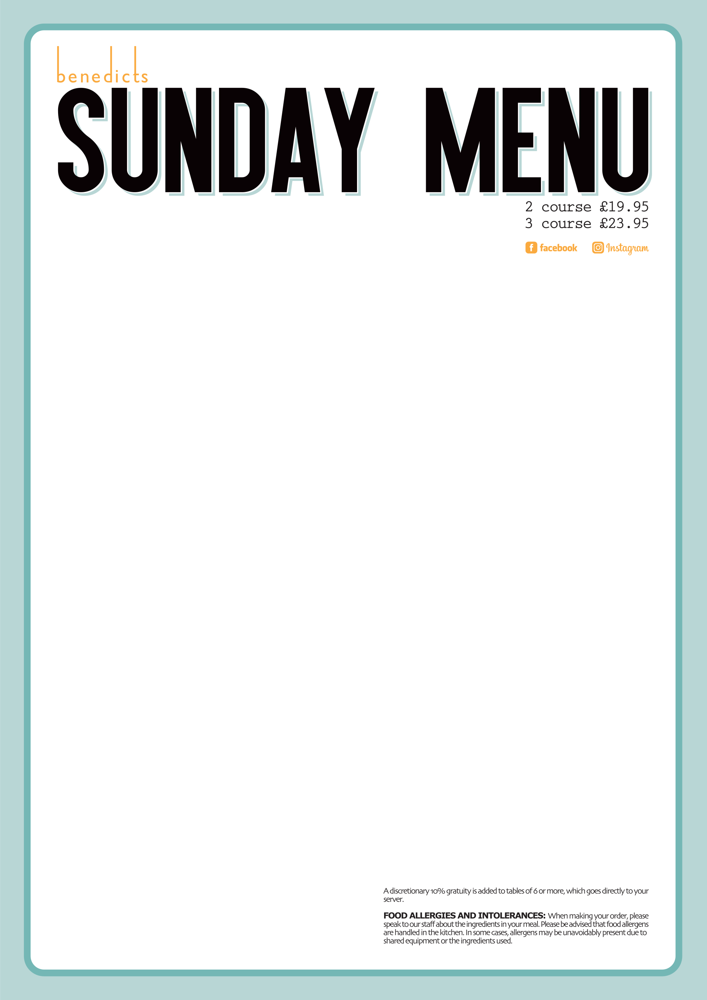 benedicts
SUNDAY MENU
2 course £19.95
3 course £23.95
facebook Instagram
A discretionary 10% gratuity is added to tables of 6 or more, which goes directly to your
server.
FOOD ALLERGIES AND INTOLERANCES: When making your order, please
speak to our staff about the ingredients in your meal. Please be advised that food allergens
are handled in the kitchen. In some cases, allergens may be unavoidably present due to
shared equipment or the ingredients used.